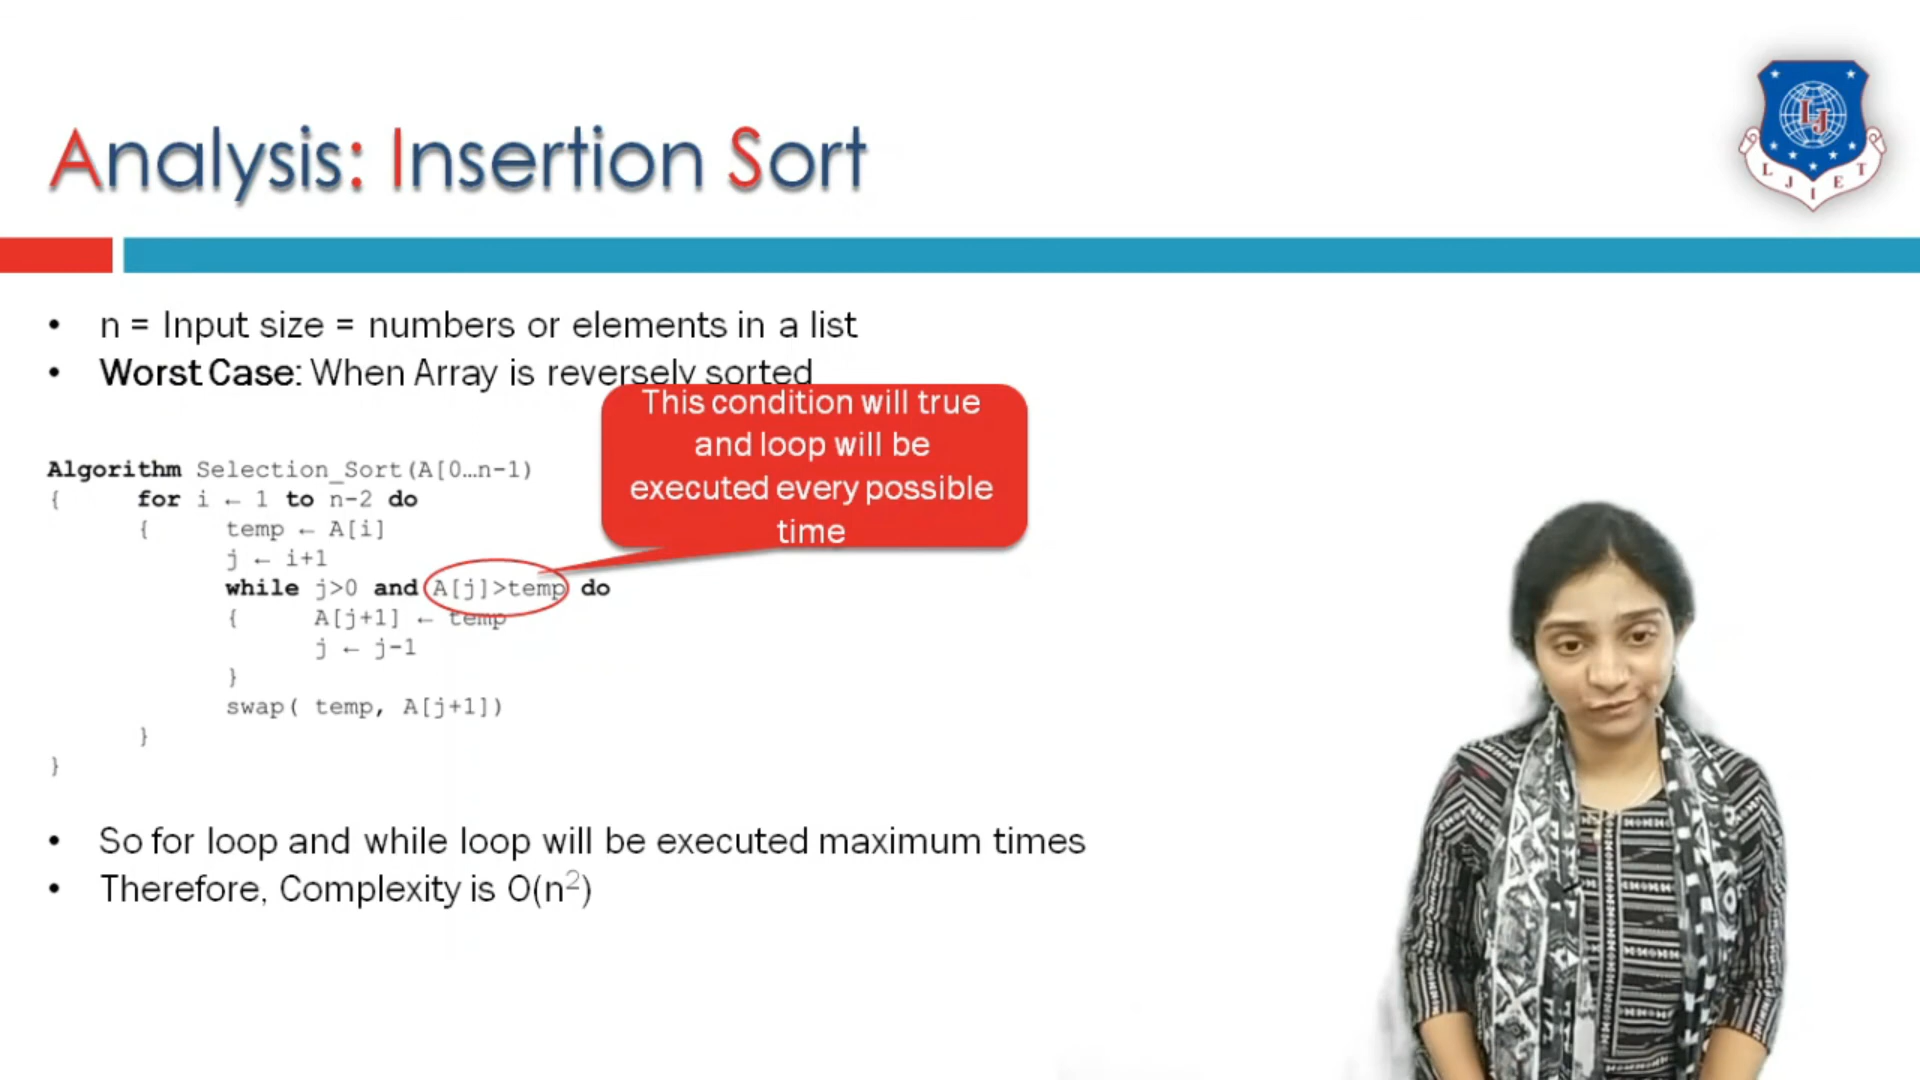 Analysis: Insertion Sort
L J I E T
LJ
• n = Input size = numbers or elements in a list
• Worst Case: When Array is reversely sorted
This condition will true
and loop will be
executed every possible
time
Algorithm Selection_Sort(A[0…n-1)
{ for i ← 1 to n-2 do
{ temp ← A[i]
j ← i+1
while j>0 and A[j]>temp do
{ A[j+1] ← temp
j ← j-1
}
swap( temp, A[j+1])
}
}
• So for loop and while loop will be executed maximum times
• Therefore, Complexity is O(n²)